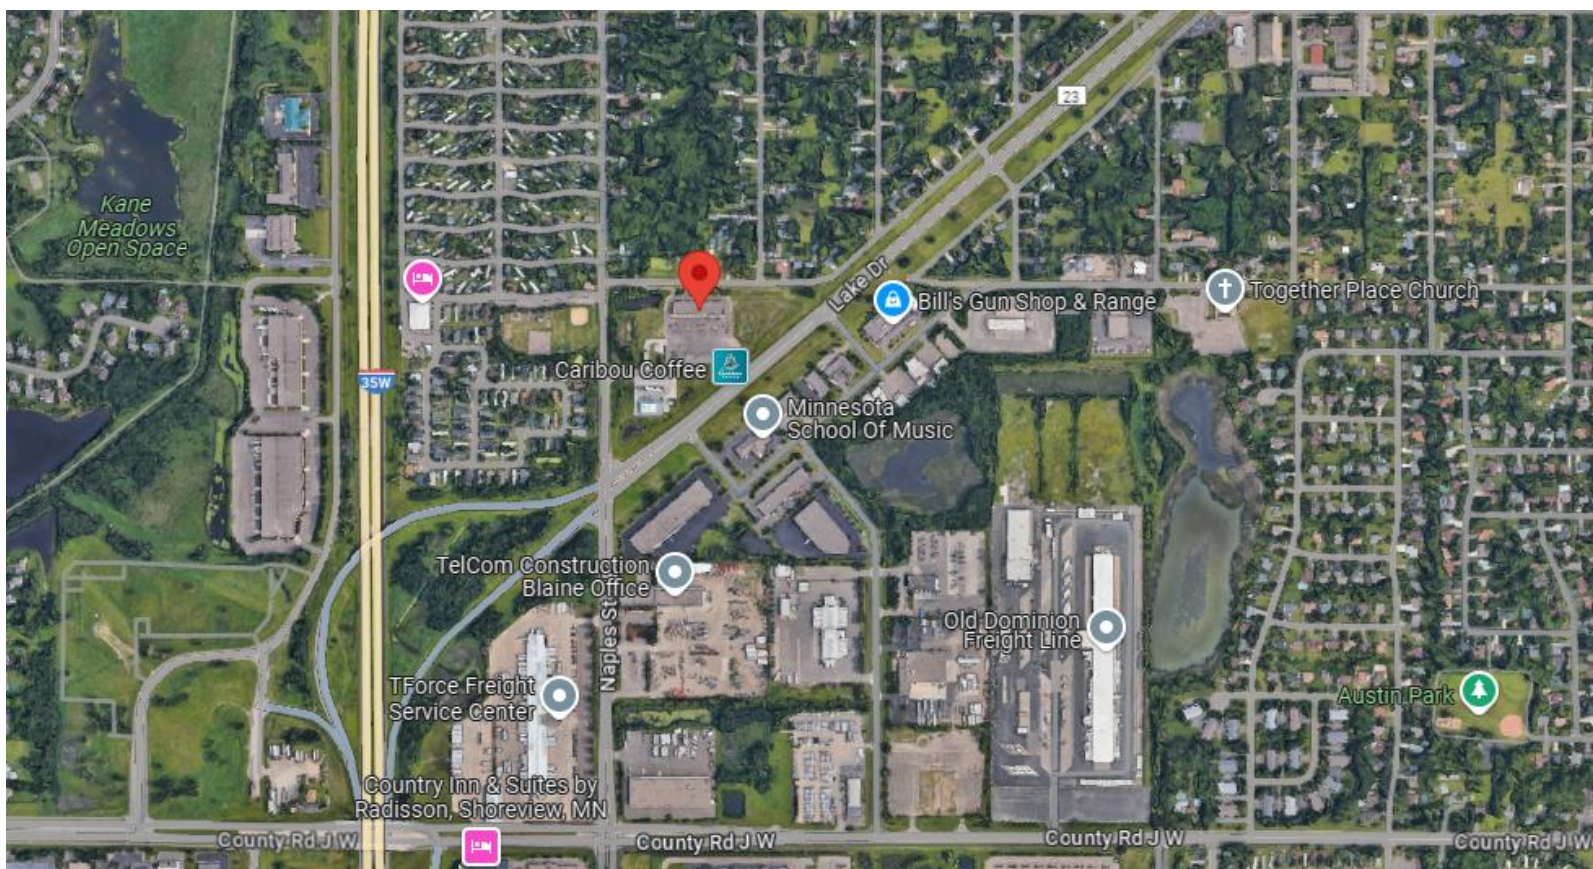 23
Kane
Meadows
Open Space
Lake Dr
Bill's Gun Shop & Range
Together Place Church
Caribou Coffee
35W
Minnesota
School Of Music
TelCom Construction
Blaine Office
Naples St
Old Dominion
Freight Line
TForce Freight
Service Center
Austin Park
Country Inn & Suites by
Radisson, Shoreview, MN
County Rd J W
County Rd J W
County Rd J W
County Rd J W